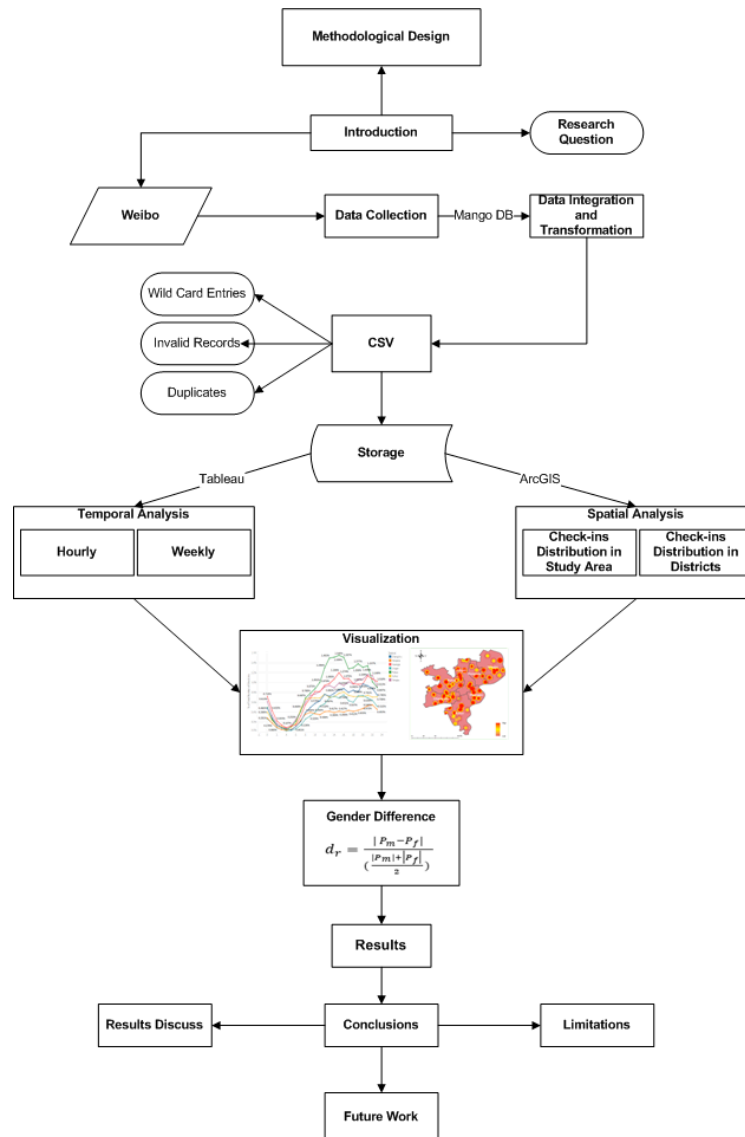 Methodological Design
Introduction
Research
Question
Weibo
Data Collection
Mango DB
Data Integration
and
Transformation
Wild Card Entries
Invalid Records
Duplicates
CSV
Storage
Tableau
ArcGIS
Temporal Analysis
Hourly
Weekly
Spatial Analysis
Check-ins
Distribution in
Study Area
Check-ins
Distribution in
Districts
Visualization
Gender Difference
d_r = | P_m − P_f | / ( |P_m| + |P_f| / 2 )
Results
Results Discuss
Conclusions
Limitations
Future Work